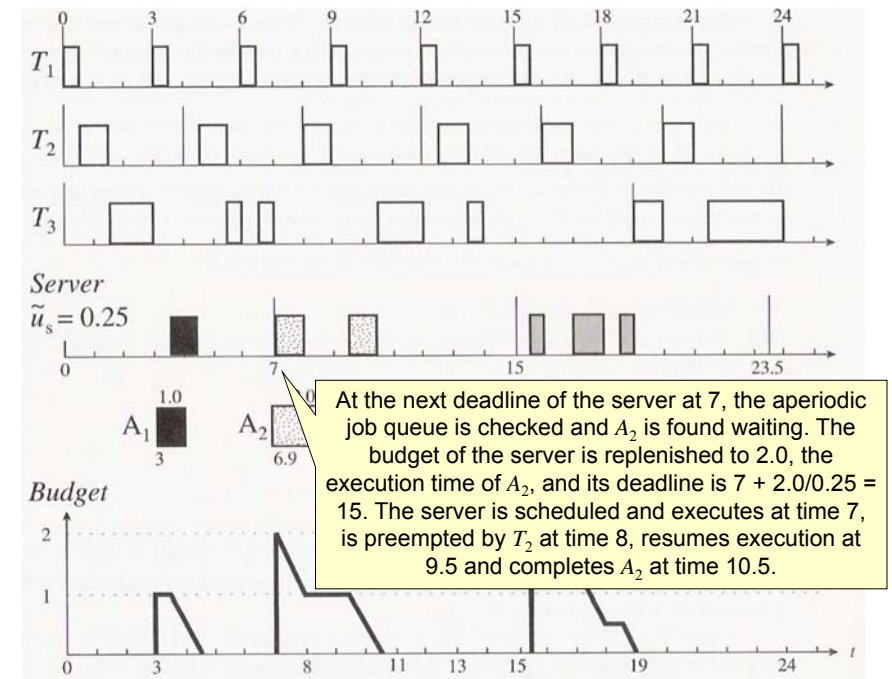 0 3 6 9 12 15 18 21 24
T1
T2
T3
Server
ũs = 0.25
0 7 15 23.5
1.0
A1
3
A2
6.9
At the next deadline of the server at 7, the aperiodic
job queue is checked and A2 is found waiting. The
budget of the server is replenished to 2.0, the
execution time of A2, and its deadline is 7 + 2.0/0.25 =
15. The server is scheduled and executes at time 7,
is preempted by T2 at time 8, resumes execution at
9.5 and completes A2 at time 10.5.
Budget
2
1
0 3 8 11 13 15 19 24 t